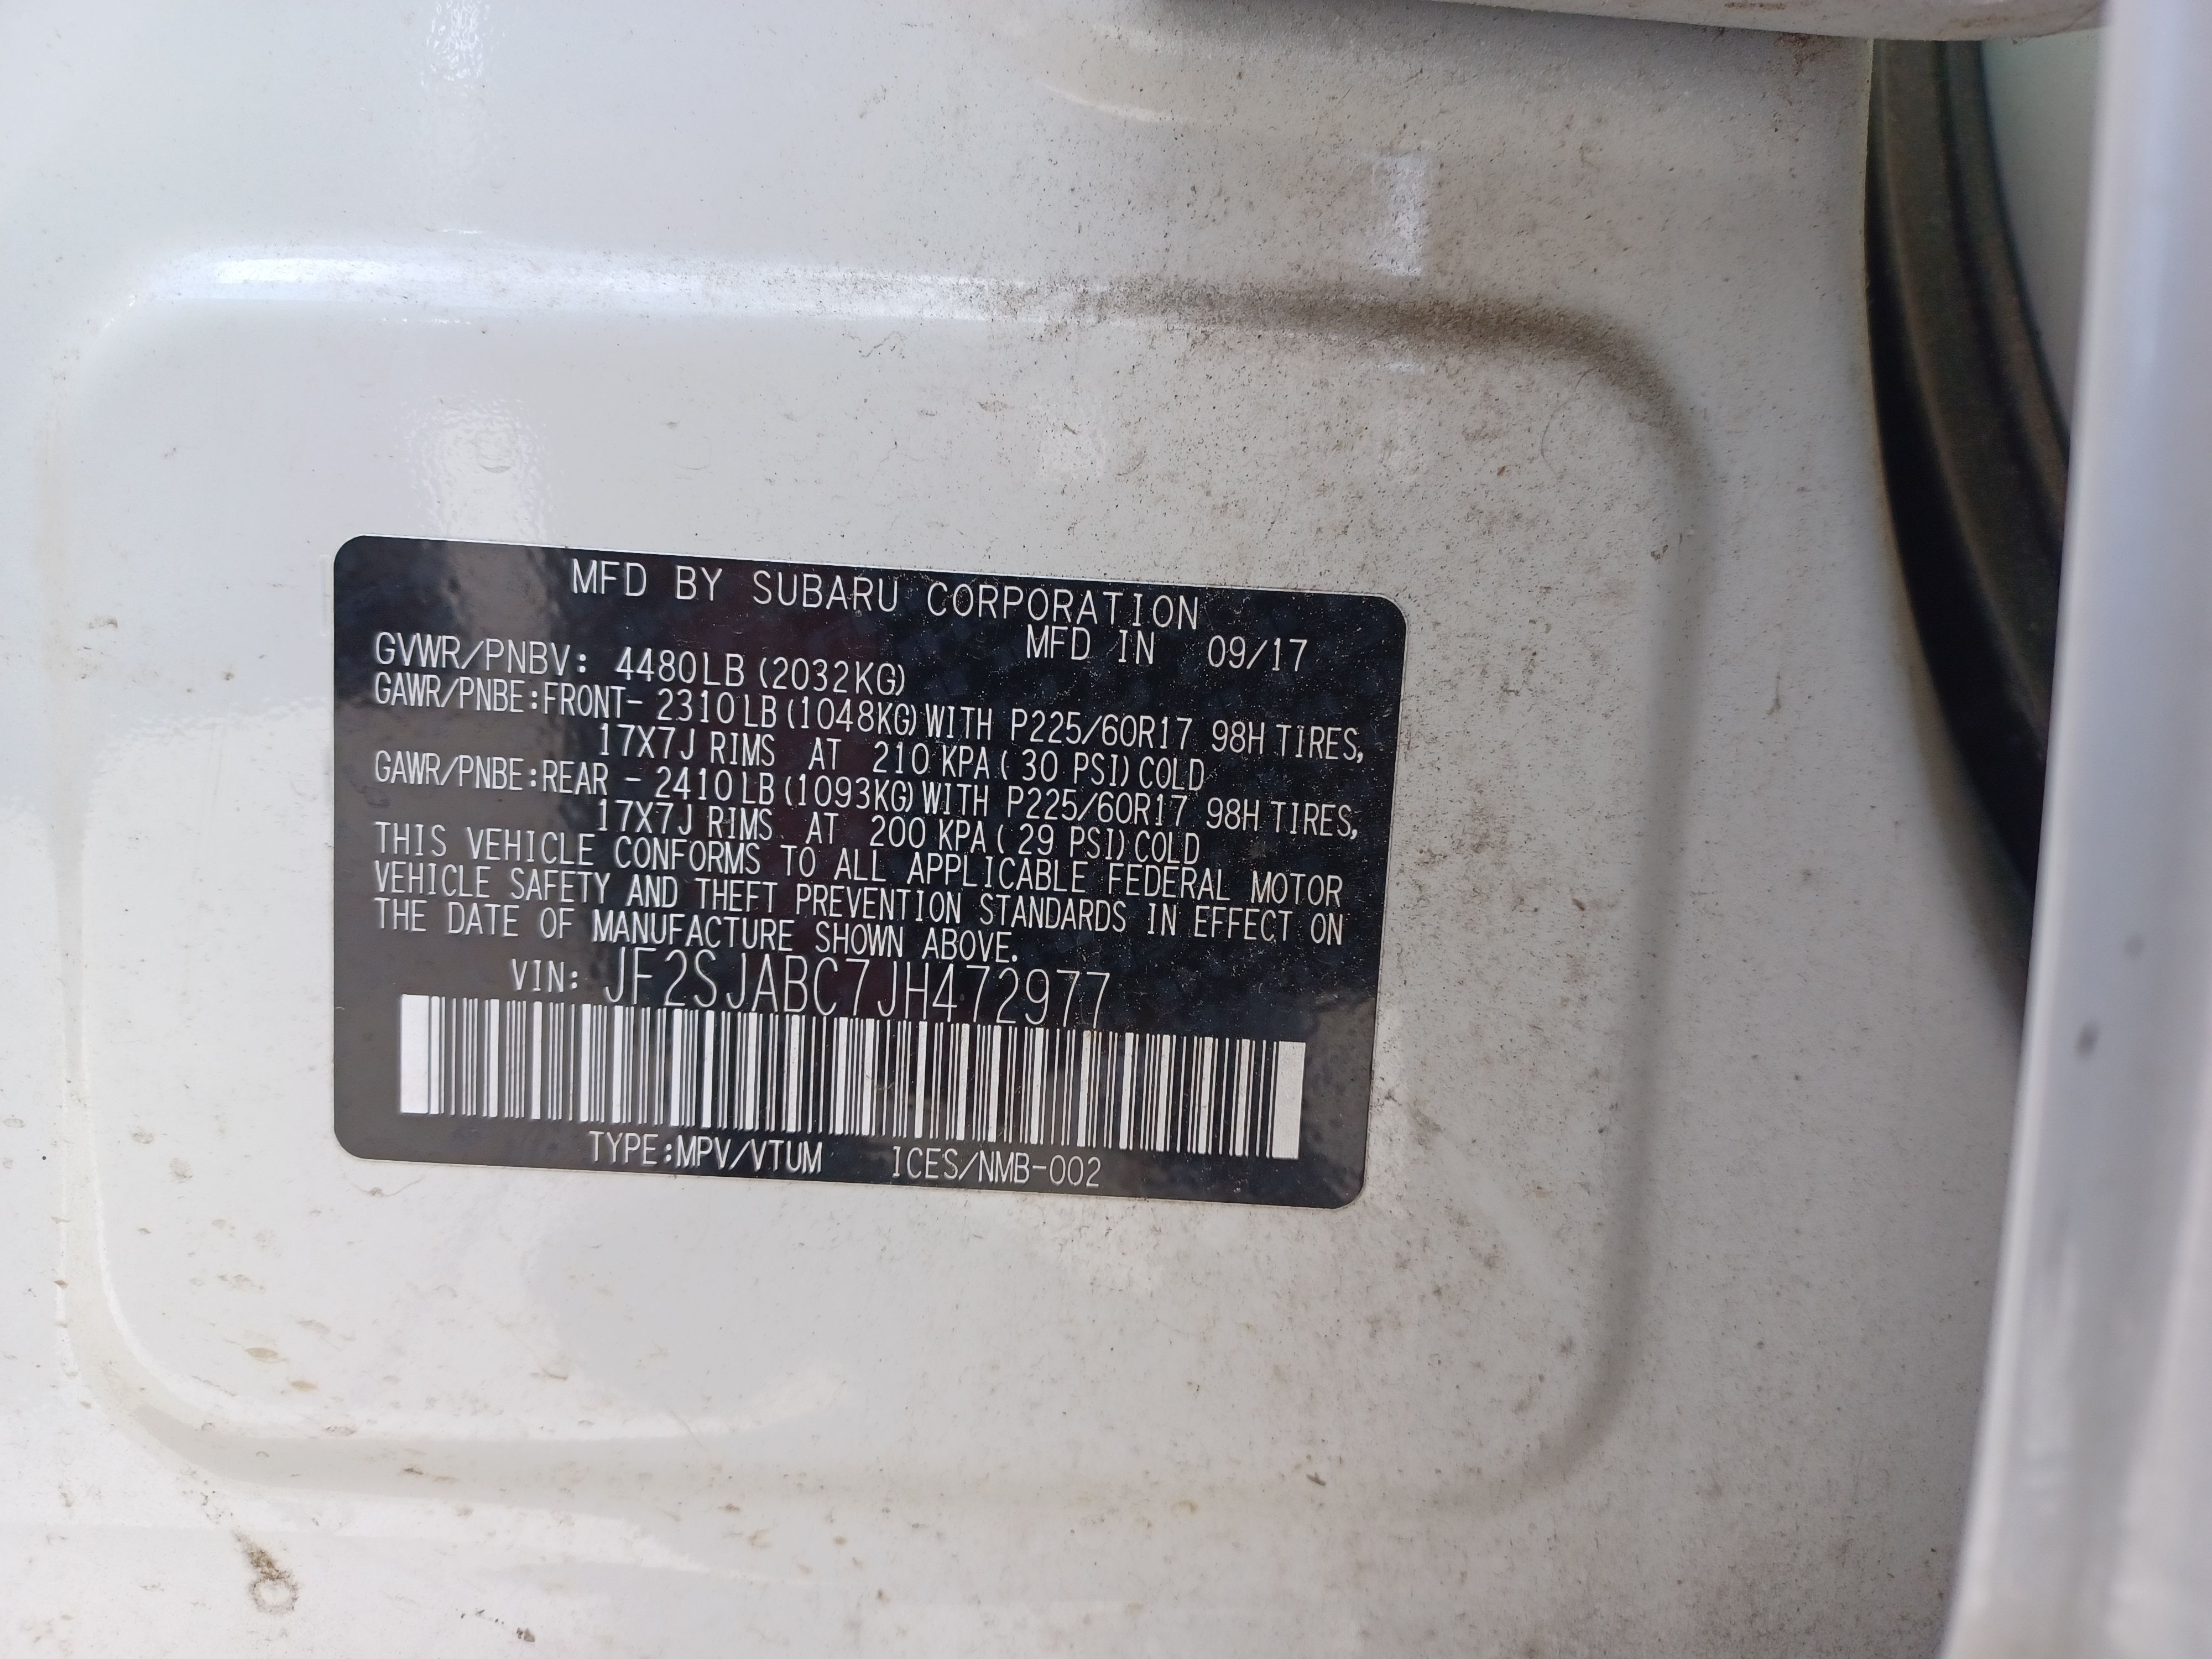 MFD BY SUBARU CORPORATION
MFD IN 09/17
GVWR/PNBV: 4480LB (2032KG)
GAWR/PNBE:FRONT- 2310LB(1048KG)WITH P225/60R17 98H TIRES,
17X7J RIMS AT 210 KPA( 30 PSI)COLD
GAWR/PNBE:REAR - 2410LB(1093KG)WITH P225/60R17 98H TIRES,
17X7J RIMS AT 200 KPA( 29 PSI)COLD
THIS VEHICLE CONFORMS TO ALL APPLICABLE FEDERAL MOTOR
VEHICLE SAFETY AND THEFT PREVENTION STANDARDS IN EFFECT ON
THE DATE OF MANUFACTURE SHOWN ABOVE.
VIN: JF2SJABC7JH472977
TYPE:MPV/VTUM ICES/NMB-002